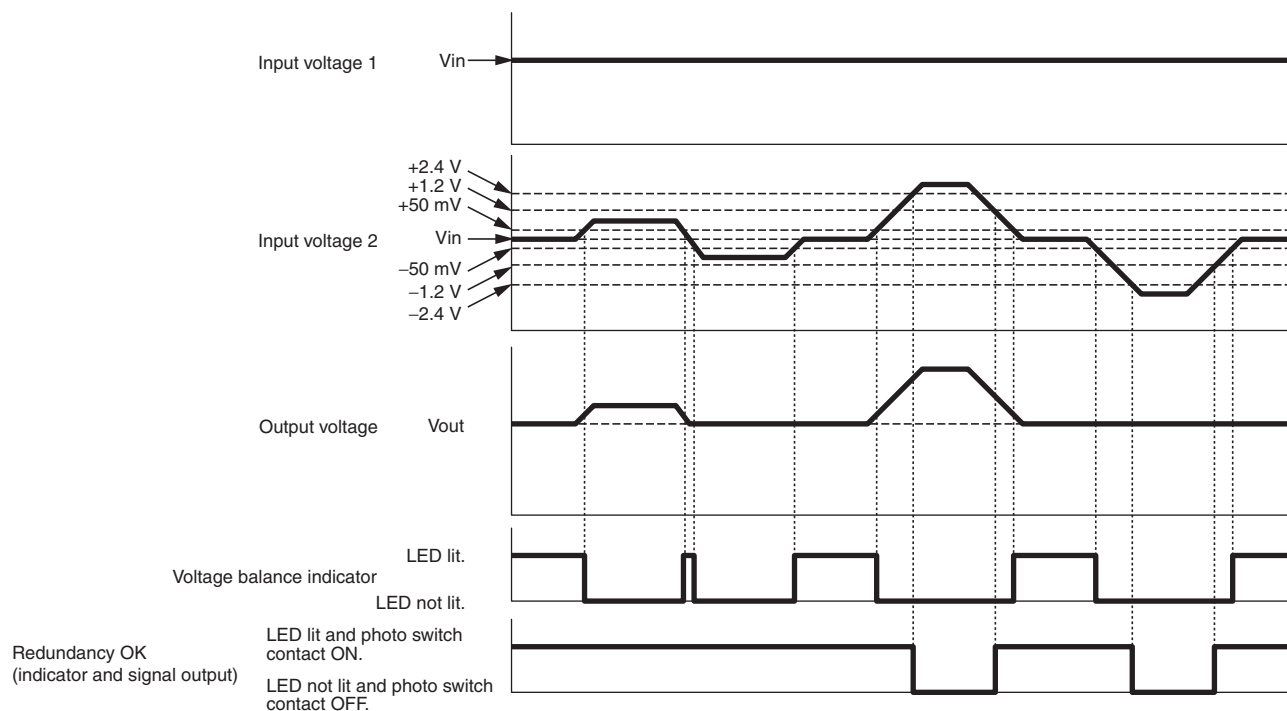 Input voltage 1
Vin
+2.4 V
+1.2 V
+50 mV
Input voltage 2
Vin
−50 mV
−1.2 V
−2.4 V
Output voltage
Vout
Voltage balance indicator
LED lit.
LED not lit.
Redundancy OK
(indicator and signal output)
LED lit and photo switch
contact ON.
LED not lit and photo switch
contact OFF.